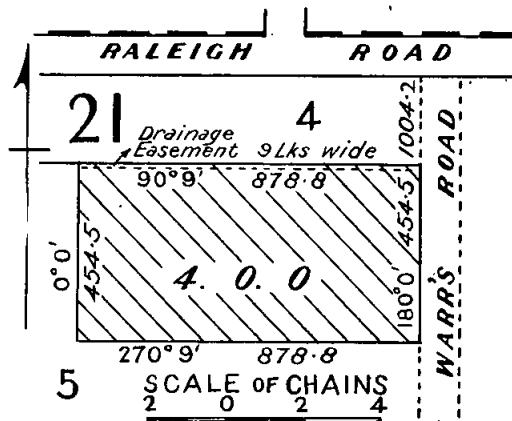 RALEIGH ROAD
21
4
1004·2
Drainage
Easement 9 Lks wide
90° 9' 878·8
454·5'
0° 0'
454·5
180° 0'
4. 0. 0
WARR'S ROAD
270° 9' 878·8
5
SCALE OF CHAINS
2 0 2 4